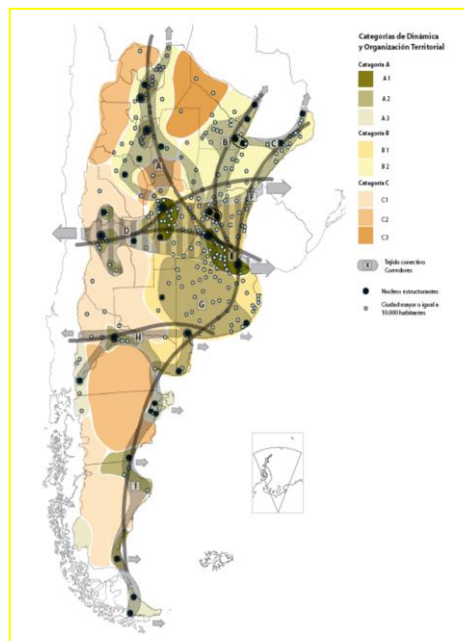 Categorías de Dinámica
y Organización Territorial
Categoría A
A 1
A 2
A 3
Categoría B
B 1
B 2
Categoría C
C1
C2
C3
Tejido conectivo
Corredores
Nucleos estructurantes
Ciudad mayor o igual a
10.000 habitantes
B
C
A
E
D
G
H
I